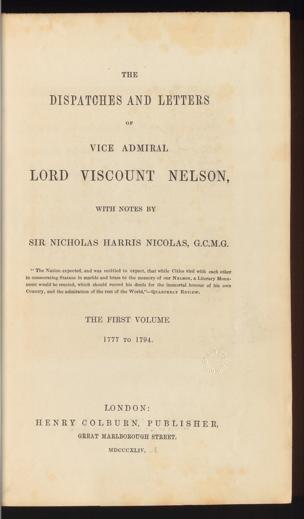 THE
DISPATCHES AND LETTERS
OF
VICE ADMIRAL
LORD VISCOUNT NELSON,
WITH NOTES BY
SIR NICHOLAS HARRIS NICOLAS, G.C.M.G.
"The Nation expected, and was entitled to expect, that while Cities vied with each other
in consecrating Statues in marble and brass to the memory of our NELSON, a Literary Monu-
ment would be erected, which should record his deeds for the immortal honour of his own
Country, and the admiration of the rest of the World."—QUARTERLY REVIEW.
THE FIRST VOLUME
1777 TO 1794.
LONDON:
HENRY COLBURN, PUBLISHER,
GREAT MARLBOROUGH STREET.
MDCCCXLIV.